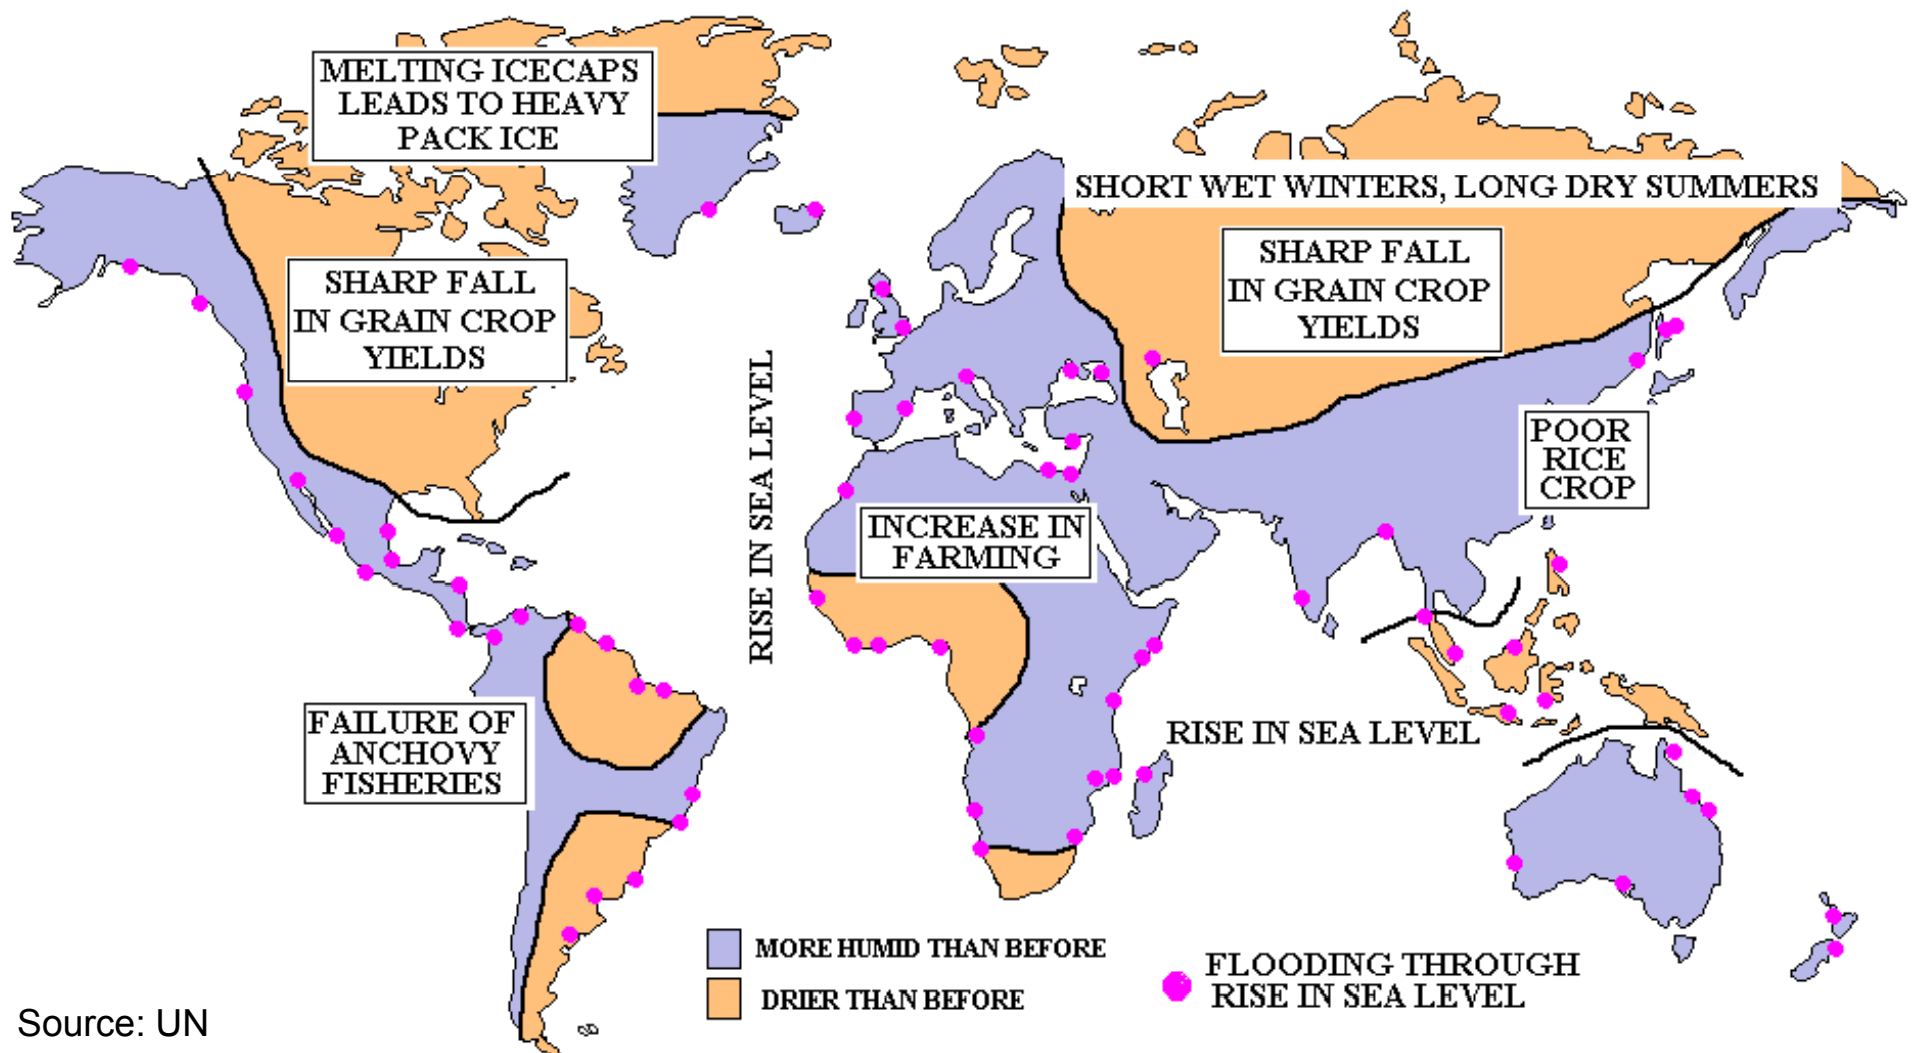 MELTING ICECAPS
LEADS TO HEAVY
PACK ICE
SHORT WET WINTERS, LONG DRY SUMMERS
SHARP FALL
IN GRAIN CROP
YIELDS
SHARP FALL
IN GRAIN CROP
YIELDS
RISE IN SEA LEVEL
POOR
RICE
CROP
INCREASE IN
FARMING
FAILURE OF
ANCHOVY
FISHERIES
RISE IN SEA LEVEL
MORE HUMID THAN BEFORE
DRIER THAN BEFORE
FLOODING THROUGH
RISE IN SEA LEVEL
Source: UN